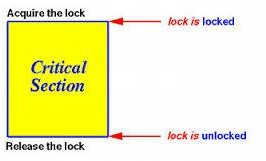 Acquire the lock
lock is locked
Critical
Section
lock is unlocked
Release the lock